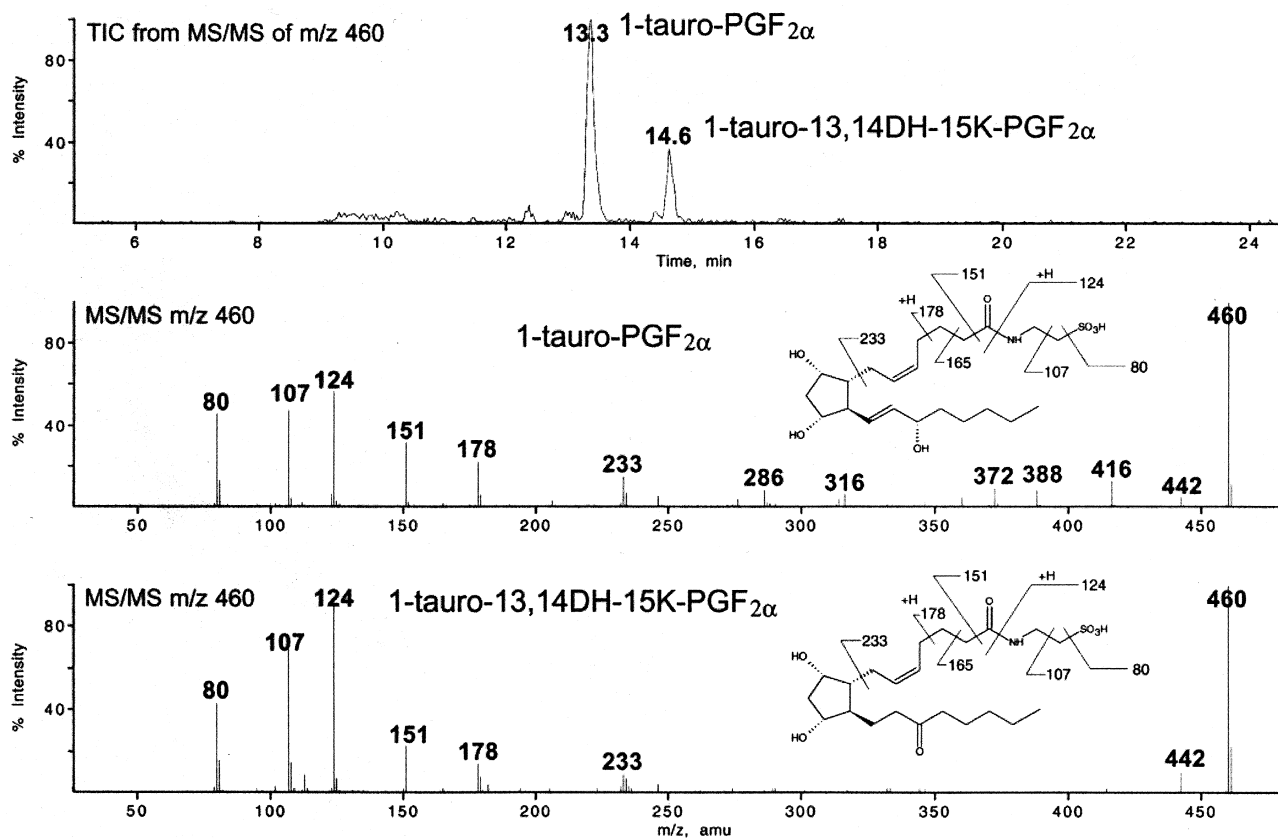 TIC from MS/MS of m/z 460
13.3 1-tauro-PGF2α
14.6 1-tauro-13,14DH-15K-PGF2α
% Intensity
80
40
6 8 10 12 14 16 18 20 22 24
Time, min
MS/MS m/z 460
1-tauro-PGF2α
% Intensity
80
40
80 107 124 151 178 233 286 316 372 388 416 442 460
50 100 150 200 250 300 350 400 450
151
+H
124
+H
178
O
233
165
NH
SO3H
107
80
HO
HO
OH
MS/MS m/z 460
1-tauro-13,14DH-15K-PGF2α
% Intensity
80
40
80 107 124 151 178 233 442 460
50 100 150 200 250 300 350 400 450
m/z, amu
151
+H
124
+H
178
O
233
165
NH
SO3H
107
80
HO
HO
O